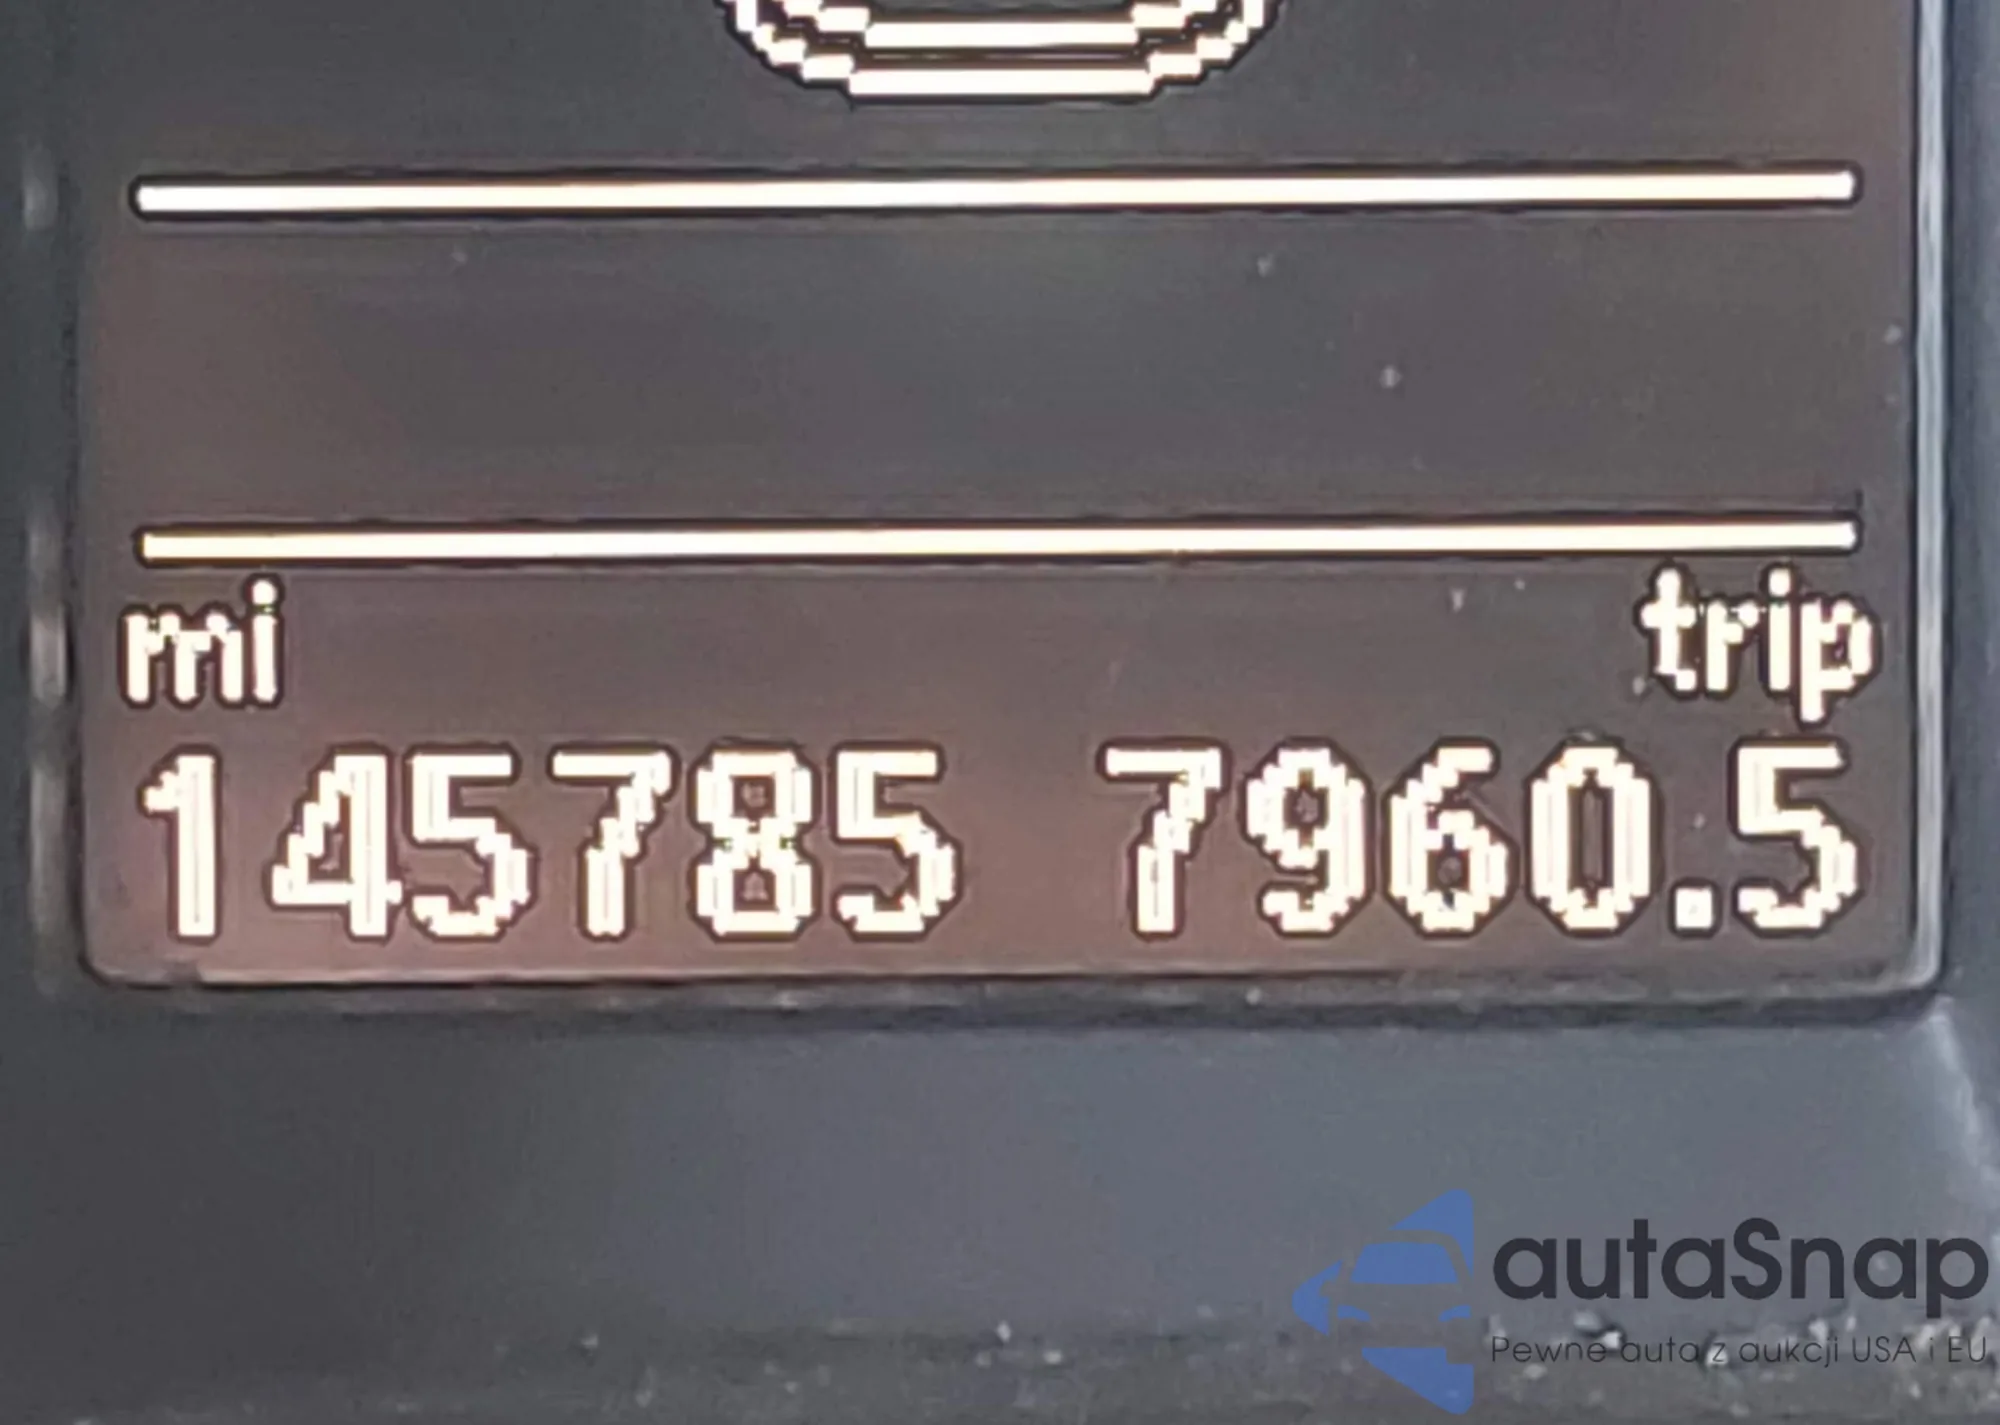 mi trip
145785 7960.5
autaSnap
Pewne auta z aukcji USA i EU